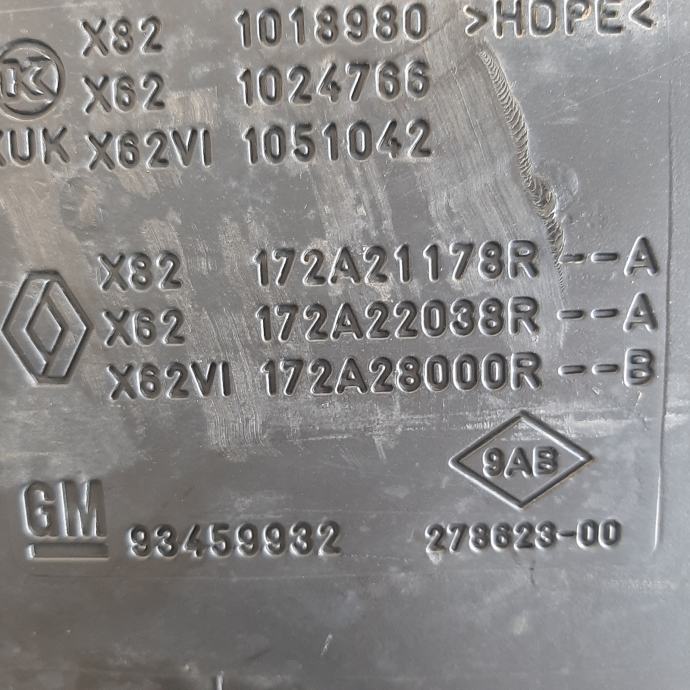 X82 1018980 >HDPE<
K X62 1024766
KUK X62VI 1051042
X82 172A21178R --A
X62 172A22038R --A
X62VI 172A28000R --B
9AB
GM 93459932 278623-00